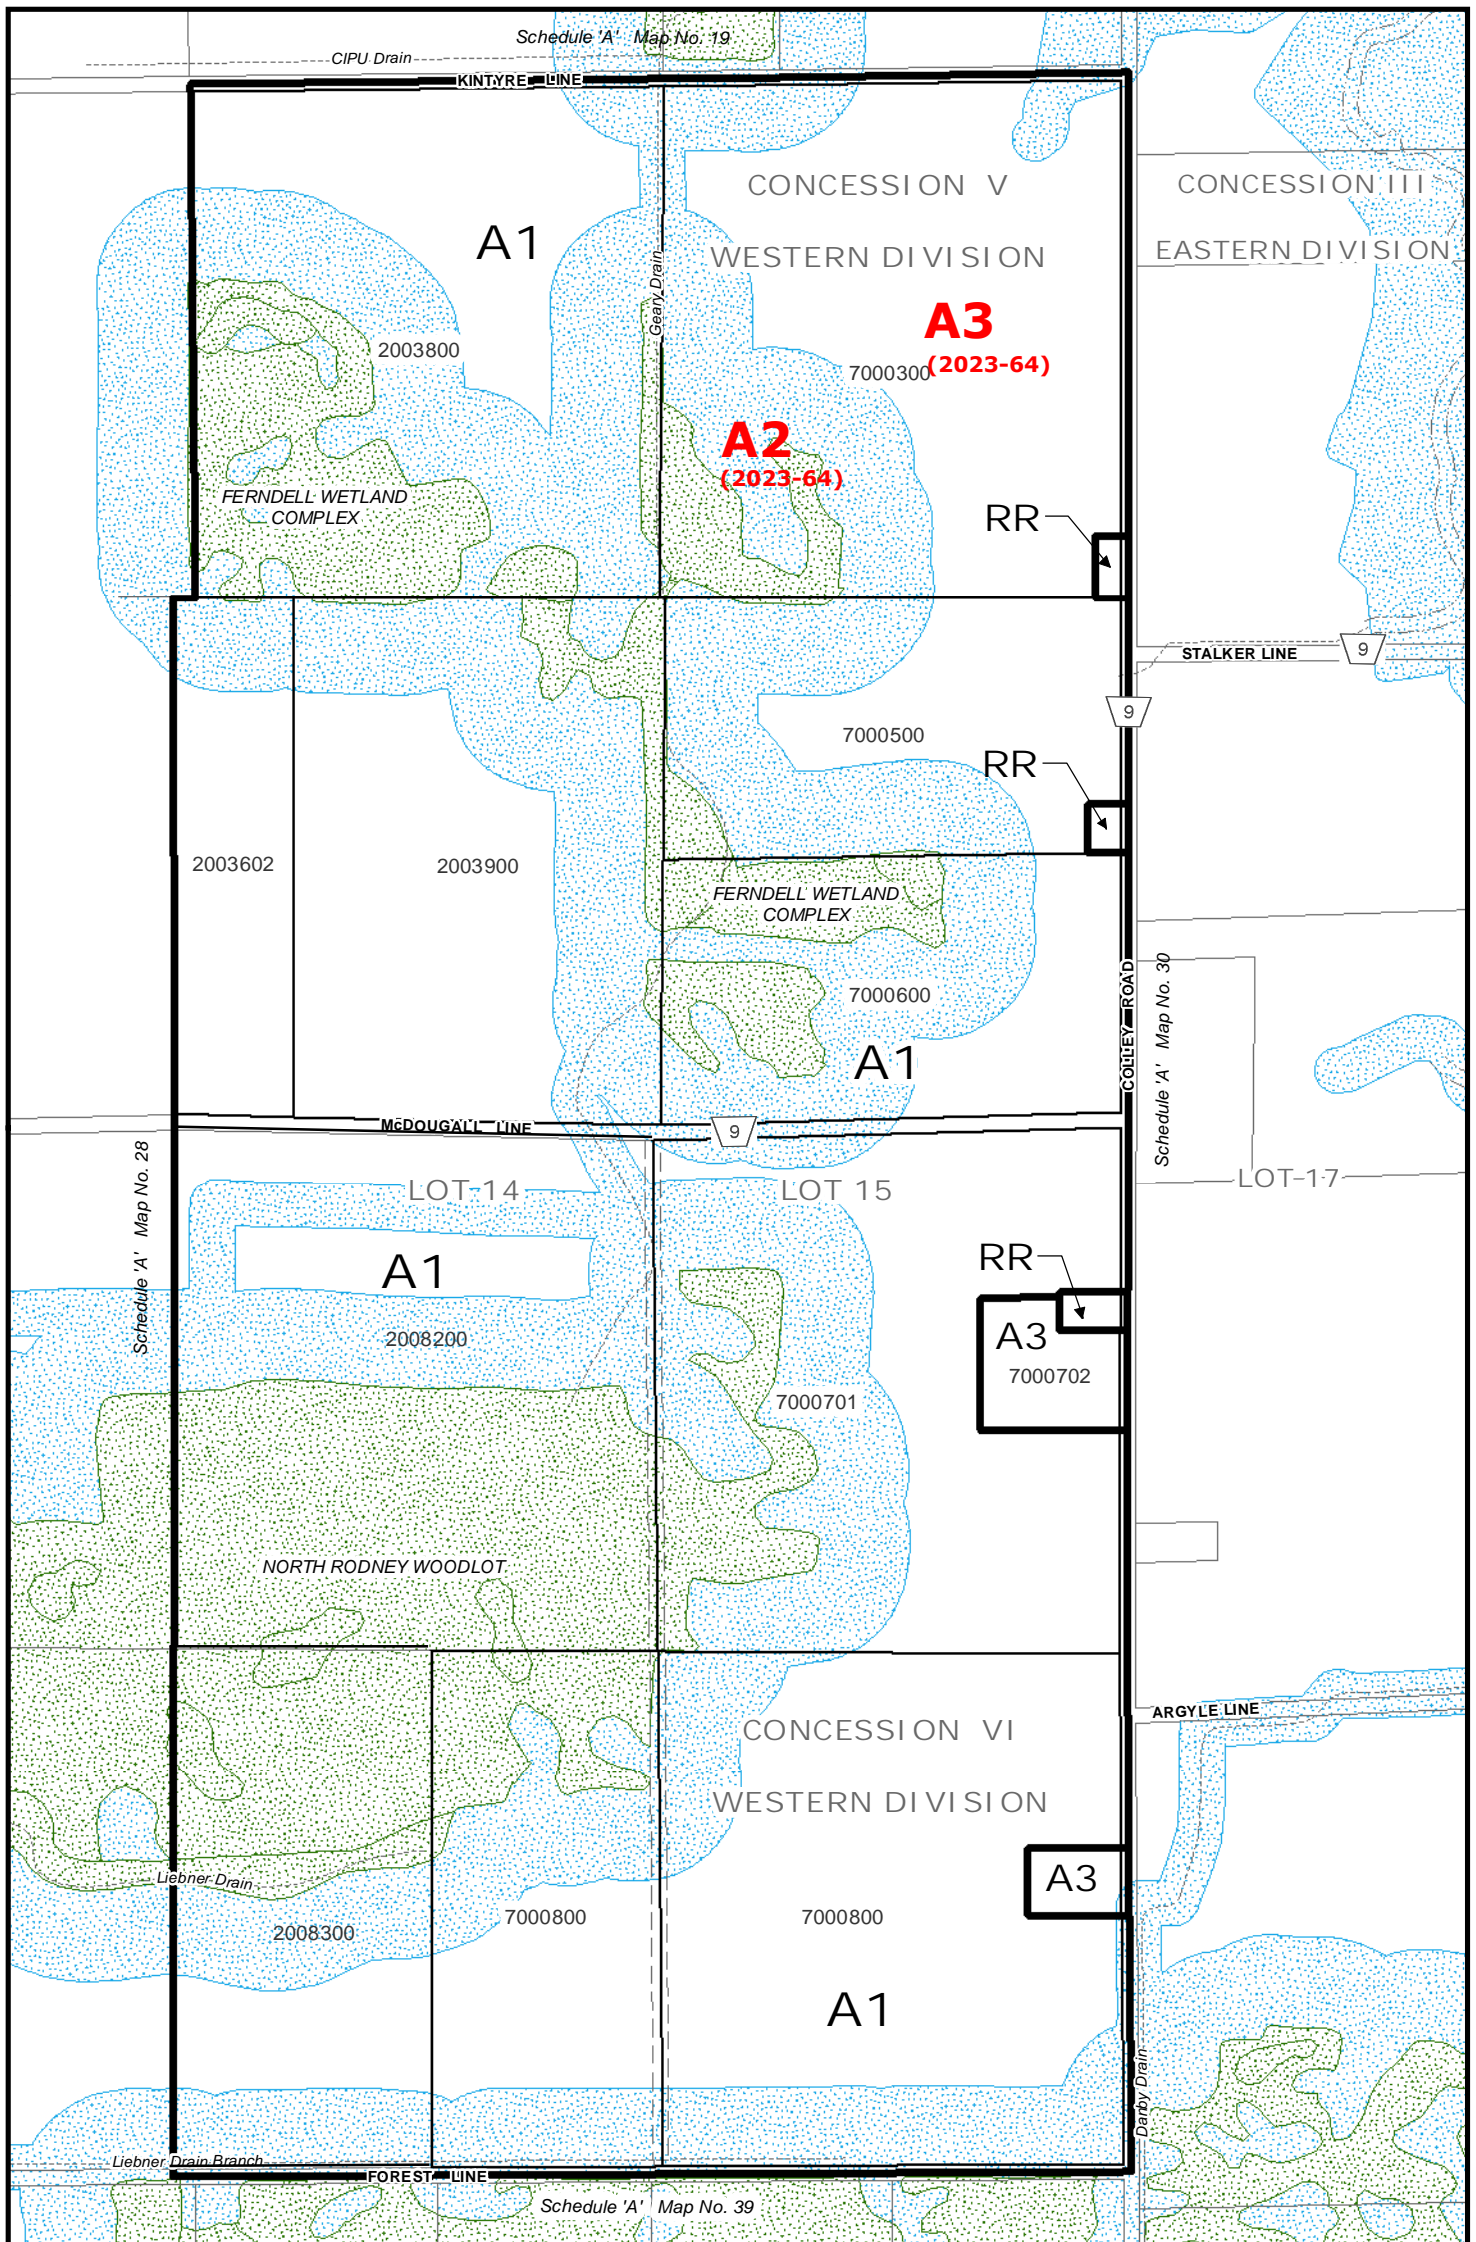 Schedule 'A' Map No. 19
CIPU Drain
KINTYRE LINE
CONCESSION V
CONCESSION III
A1
WESTERN DIVISION
EASTERN DIVISION
Geary Drain
A3
(2023-64)
2003800
7000300
A2
(2023-64)
FERNDELL WETLAND
COMPLEX
RR
STALKER LINE
9
9
7000500
RR
2003602
2003900
FERNDELL WETLAND
COMPLEX
7000600
COLLEY ROAD
Schedule 'A' Map No. 30
A1
McDOUGALL LINE
9
Schedule 'A' Map No. 28
LOT 14
LOT 15
LOT 17
A1
RR
2008200
A3
7000702
7000701
NORTH RODNEY WOODLOT
CONCESSION VI
ARGYLE LINE
WESTERN DIVISION
Liebner Drain
A3
2008300
7000800
7000800
A1
Danby Drain
Liebner Drain Branch
FOREST LINE
Schedule 'A' Map No. 39